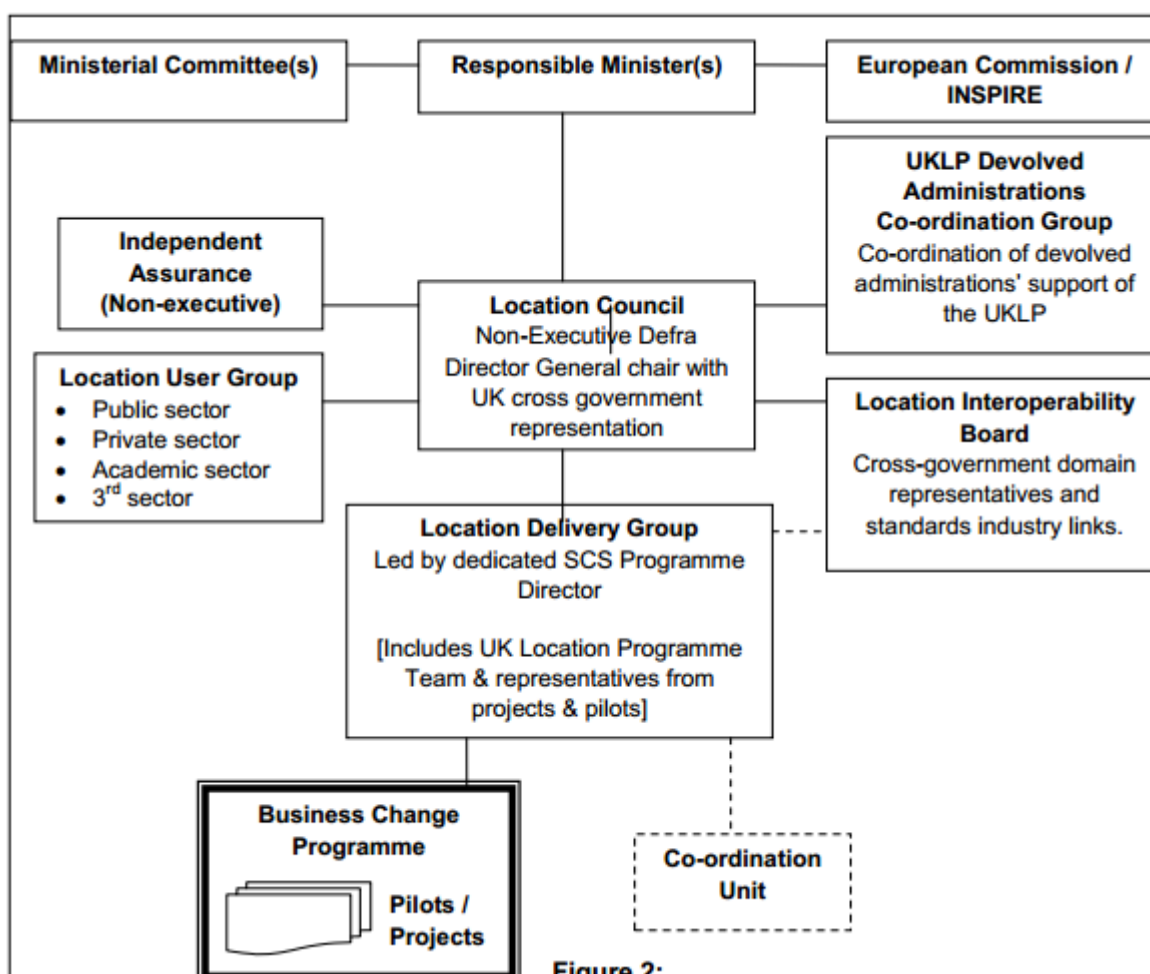 Ministerial Committee(s)
Responsible Minister(s)
European Commission /
INSPIRE
UKLP Devolved
Administrations
Co-ordination Group
Co-ordination of devolved
administrations' support of
the UKLP
Independent
Assurance
(Non-executive)
Location Council
Non-Executive Defra
Director General chair with
UK cross government
representation
Location User Group
• Public sector
• Private sector
• Academic sector
• 3rd sector
Location Interoperability
Board
Cross-government domain
representatives and
standards industry links.
Location Delivery Group
Led by dedicated SCS Programme
Director
[Includes UK Location Programme
Team & representatives from
projects & pilots]
Business Change
Programme
Pilots /
Projects
Co-ordination
Unit
Figure 2: